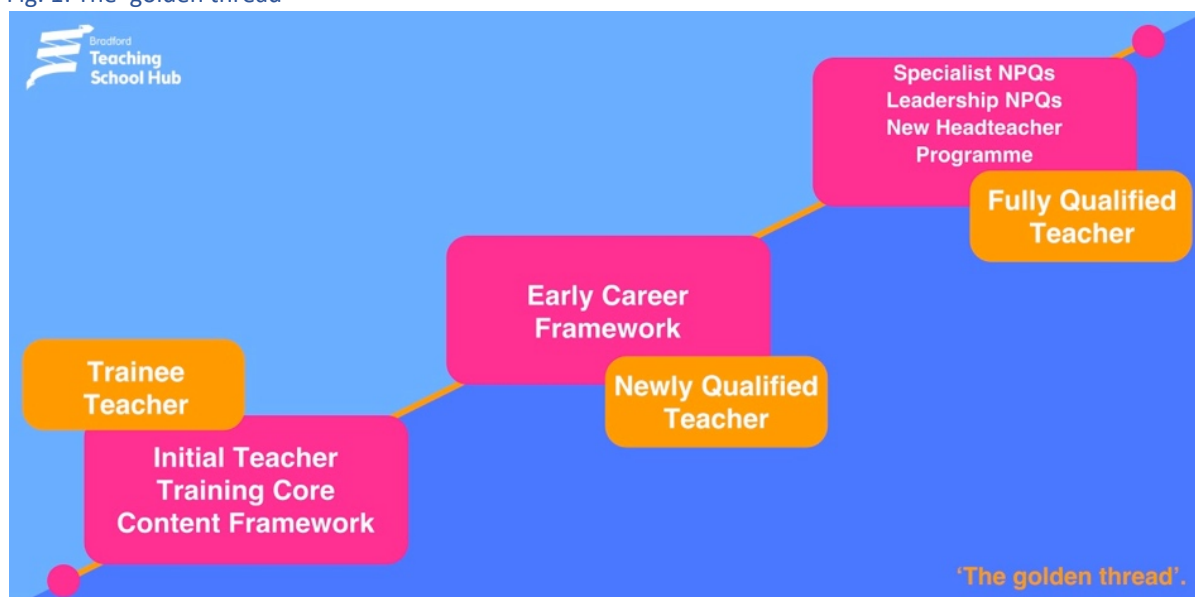 Fig. 1. The 'golden thread'
Bradford
Teaching
School Hub
Specialist NPQs
Leadership NPQs
New Headteacher
Programme
Fully Qualified
Teacher
Early Career
Framework
Newly Qualified
Teacher
Trainee
Teacher
Initial Teacher
Training Core
Content Framework
'The golden thread'.